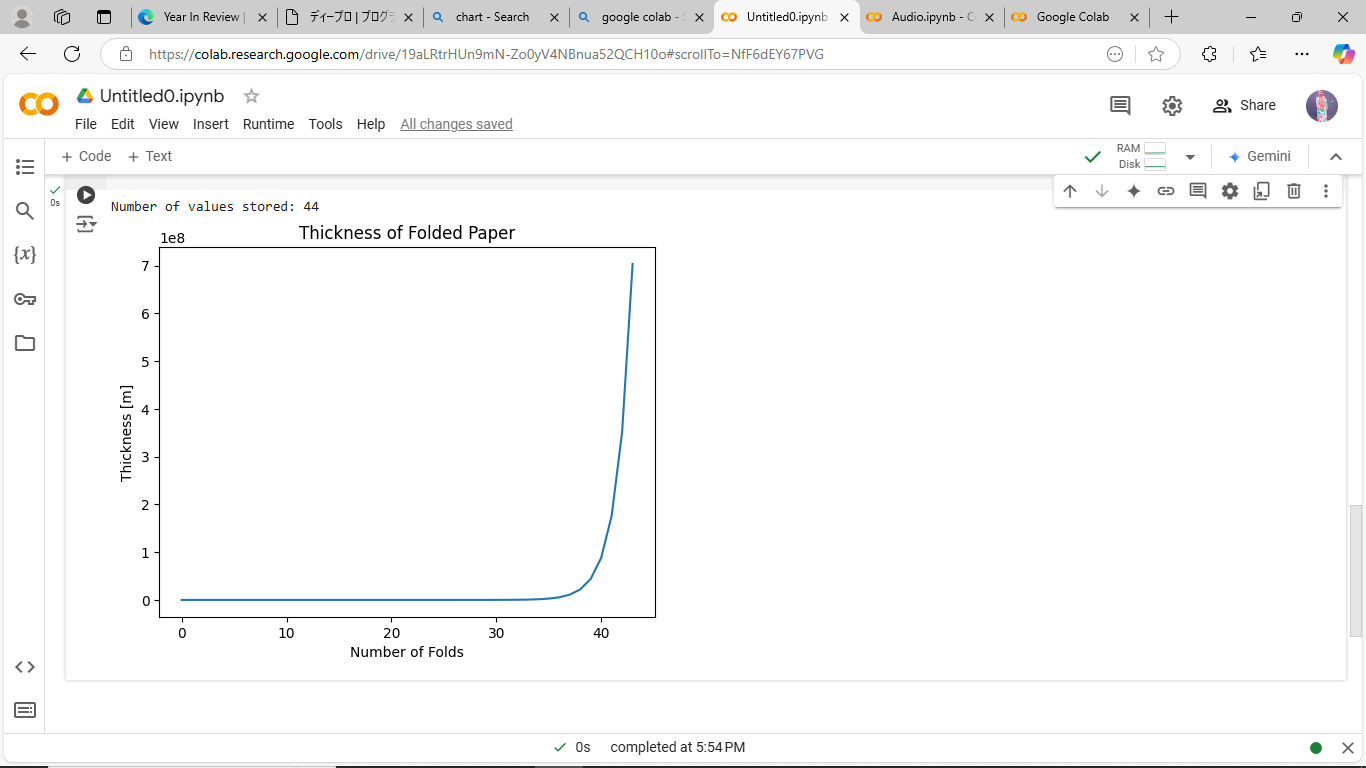 Year In Review
ディープロ | プログラ
chart - Search
google colab - S
Untitled0.ipynb
Audio.ipynb - C
Google Colab
https://colab.research.google.com/drive/19aLRtrHUn9mN-Zo0yV4NBnua52QCH10o#scrollTo=NfF6dEY67PVG
Untitled0.ipynb
Share
File Edit View Insert Runtime Tools Help All changes saved
+ Code + Text
RAM
Disk
Gemini
0s
Number of values stored: 44
Thickness of Folded Paper
1e8
7
6
5
4
3
2
1
0
Thickness [m]
0 10 20 30 40
Number of Folds
{x}
0s completed at 5:54 PM